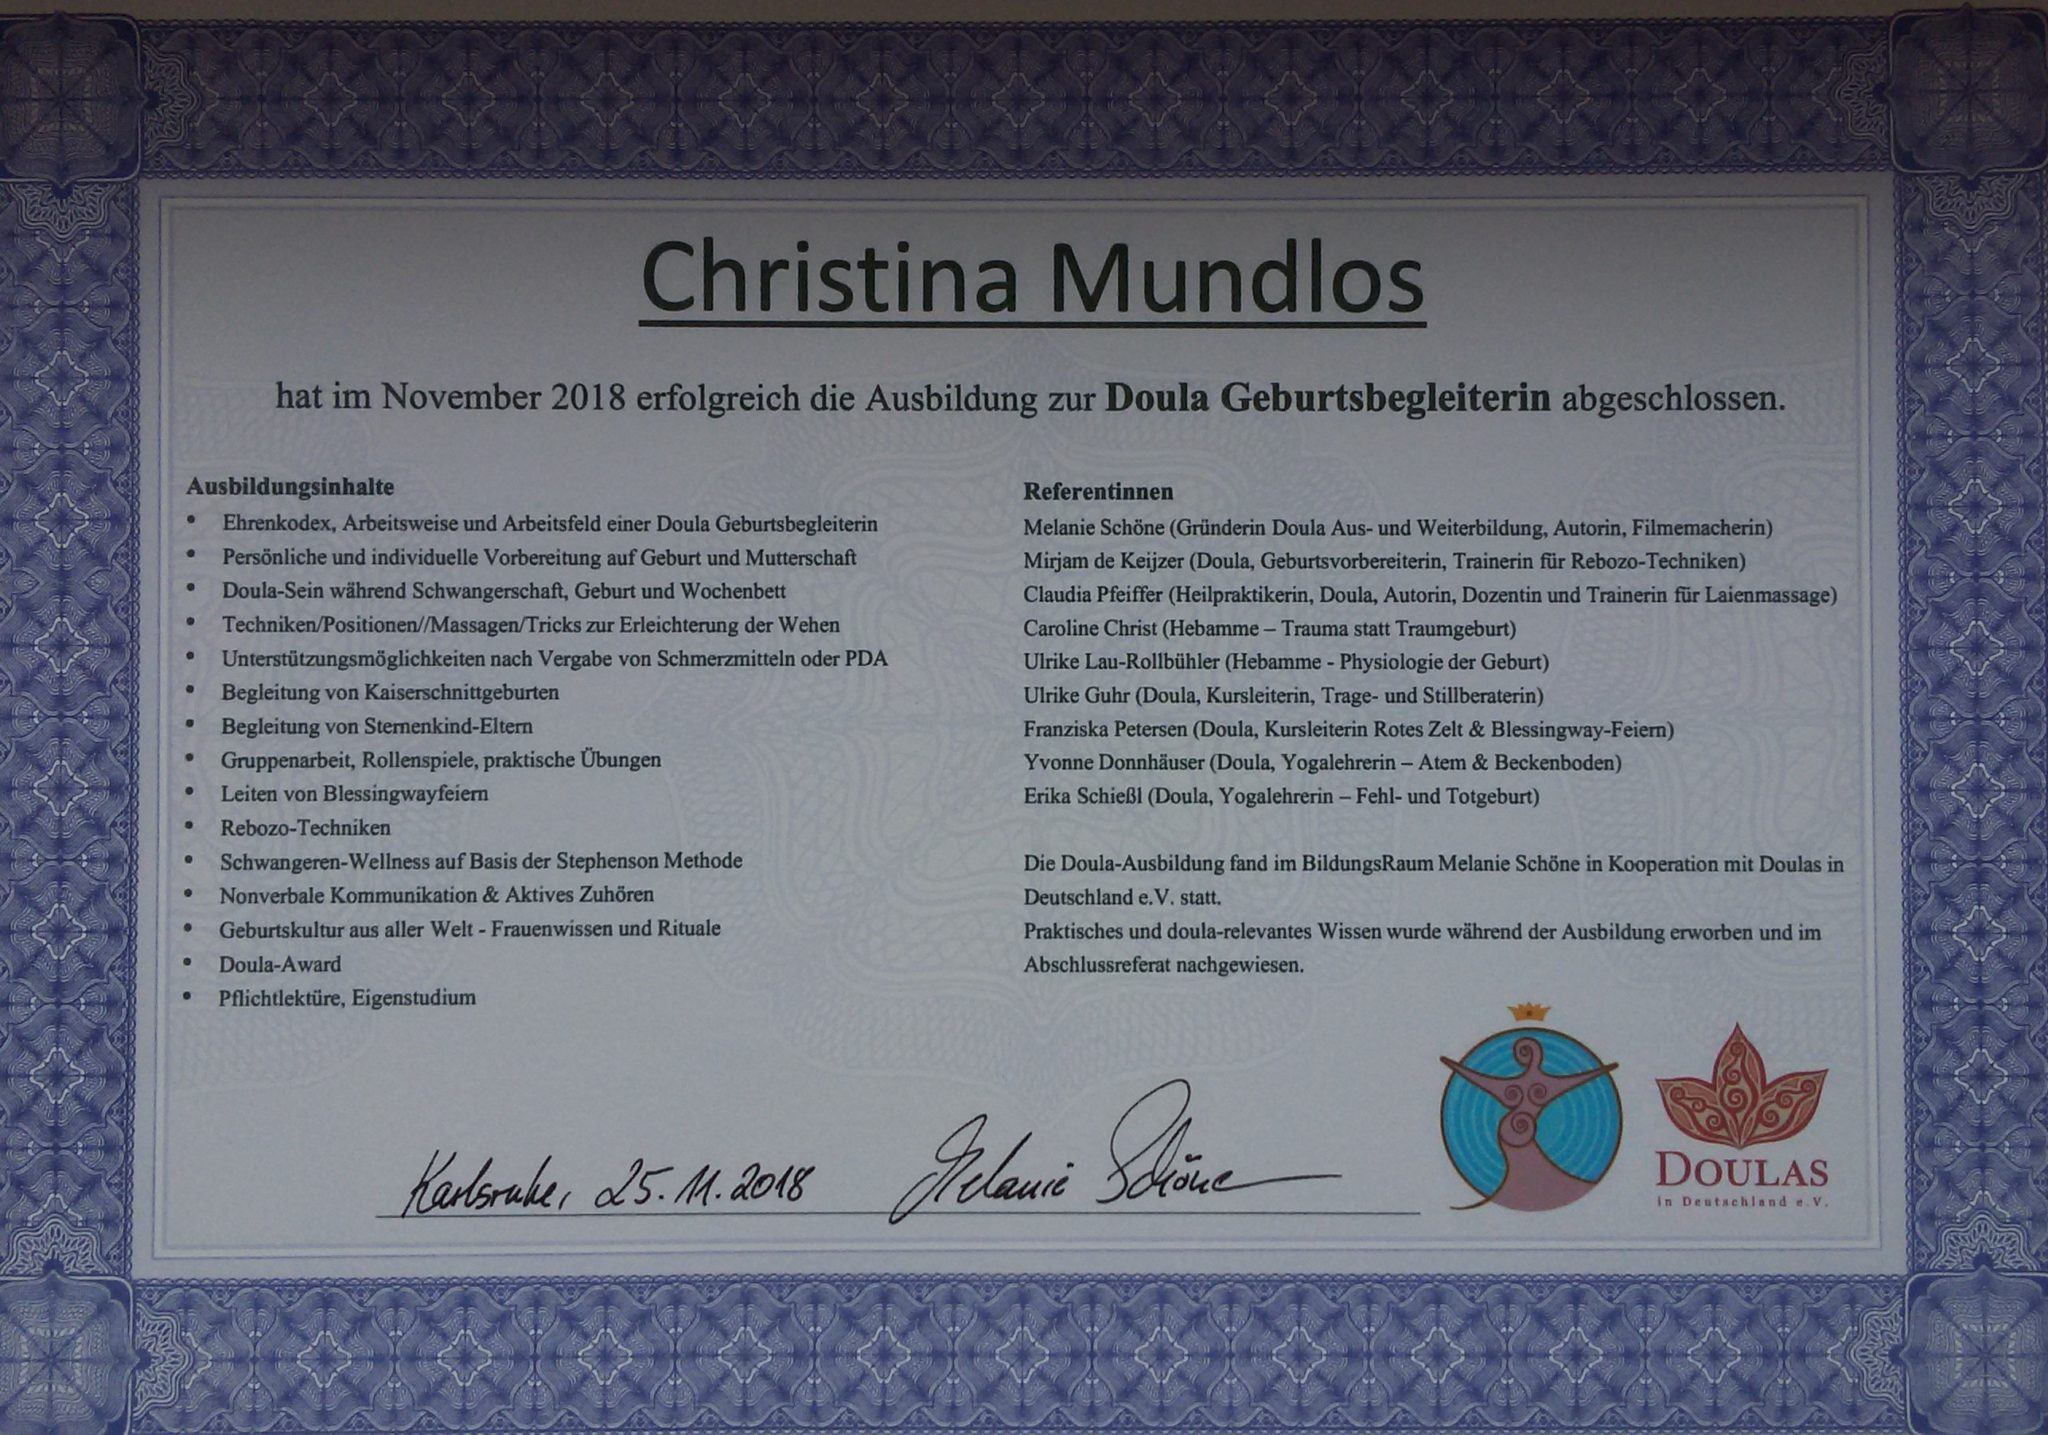 Christina Mundlos
hat im November 2018 erfolgreich die Ausbildung zur Doula Geburtsbegleiterin abgeschlossen.
Ausbildungsinhalte
• Ehrenkodex, Arbeitsweise und Arbeitsfeld einer Doula Geburtsbegleiterin
• Persönliche und individuelle Vorbereitung auf Geburt und Mutterschaft
• Doula-Sein während Schwangerschaft, Geburt und Wochenbett
• Techniken/Positionen//Massagen/Tricks zur Erleichterung der Wehen
• Unterstützungsmöglichkeiten nach Vergabe von Schmerzmitteln oder PDA
• Begleitung von Kaiserschnittgeburten
• Begleitung von Sternenkind-Eltern
• Gruppenarbeit, Rollenspiele, praktische Übungen
• Leiten von Blessingwayfeiern
• Rebozo-Techniken
• Schwangeren-Wellness auf Basis der Stephenson Methode
• Nonverbale Kommunikation & Aktives Zuhören
• Geburtskultur aus aller Welt - Frauenwissen und Rituale
• Doula-Award
• Pflichtlektüre, Eigenstudium
Referentinnen
Melanie Schöne (Gründerin Doula Aus- und Weiterbildung, Autorin, Filmemacherin)
Mirjam de Keijzer (Doula, Geburtsvorbereiterin, Trainerin für Rebozo-Techniken)
Claudia Pfeiffer (Heilpraktikerin, Doula, Autorin, Dozentin und Trainerin für Laienmassage)
Caroline Christ (Hebamme – Trauma statt Traumgeburt)
Ulrike Lau-Rollbühler (Hebamme - Physiologie der Geburt)
Ulrike Guhr (Doula, Kursleiterin, Trage- und Stillberaterin)
Franziska Petersen (Doula, Kursleiterin Rotes Zelt & Blessingway-Feiern)
Yvonne Donnhäuser (Doula, Yogalehrerin – Atem & Beckenboden)
Erika Schießl (Doula, Yogalehrerin – Fehl- und Totgeburt)
Die Doula-Ausbildung fand im BildungsRaum Melanie Schöne in Kooperation mit Doulas in
Deutschland e.V. statt.
Praktisches und doula-relevantes Wissen wurde während der Ausbildung erworben und im
Abschlussreferat nachgewiesen.
Karlsruhe, 25.11.2018 Melanie Schöne
DOULAS
in Deutschland e.V.